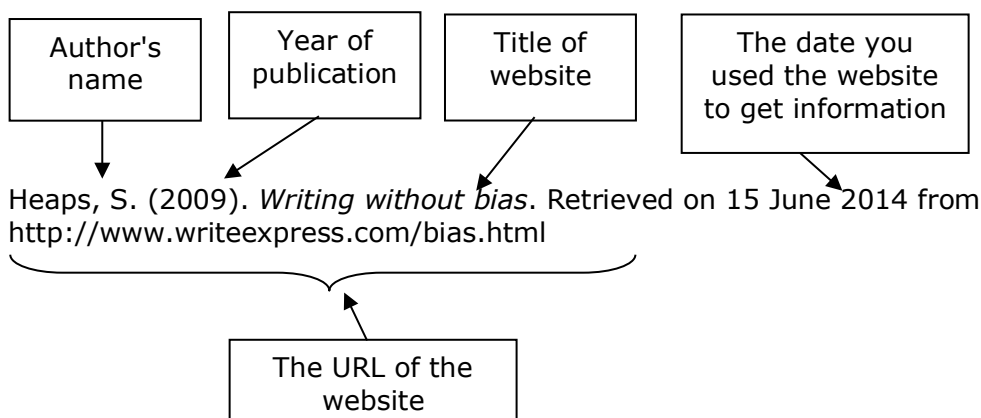 Author's
name
Year of
publication
Title of
website
The date you
used the website
to get information
Heaps, S. (2009). Writing without bias. Retrieved on 15 June 2014 from
http://www.writeexpress.com/bias.html
The URL of the
website